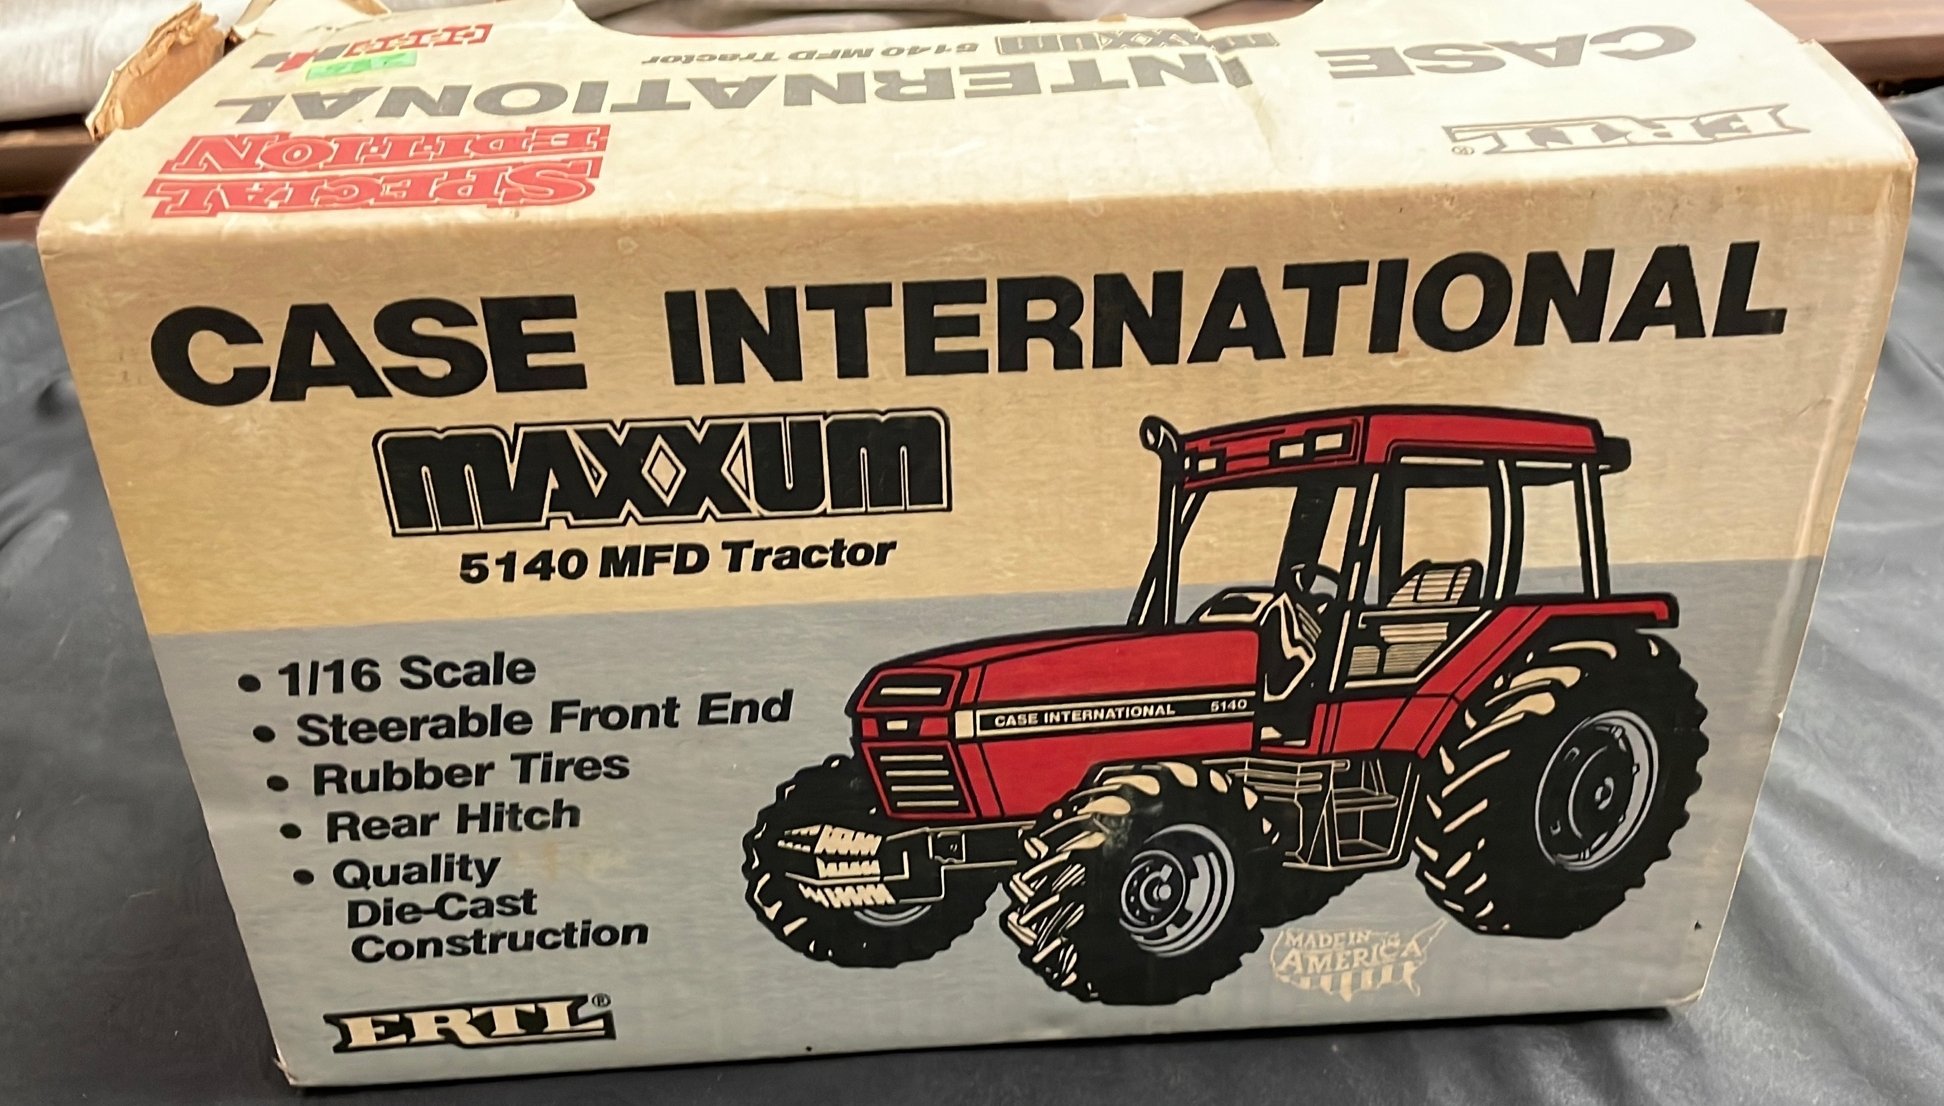 MAXXUM 5140 MFD Tractor
CASE INTERNATIONAL
ERTL®
SPECIAL
EDITION
CASE INTERNATIONAL
MAXXUM
5140 MFD Tractor
• 1/16 Scale
• Steerable Front End
• Rubber Tires
• Rear Hitch
• Quality
Die-Cast
Construction
CASE INTERNATIONAL 5140
MADE IN
AMERICA
ERTL®